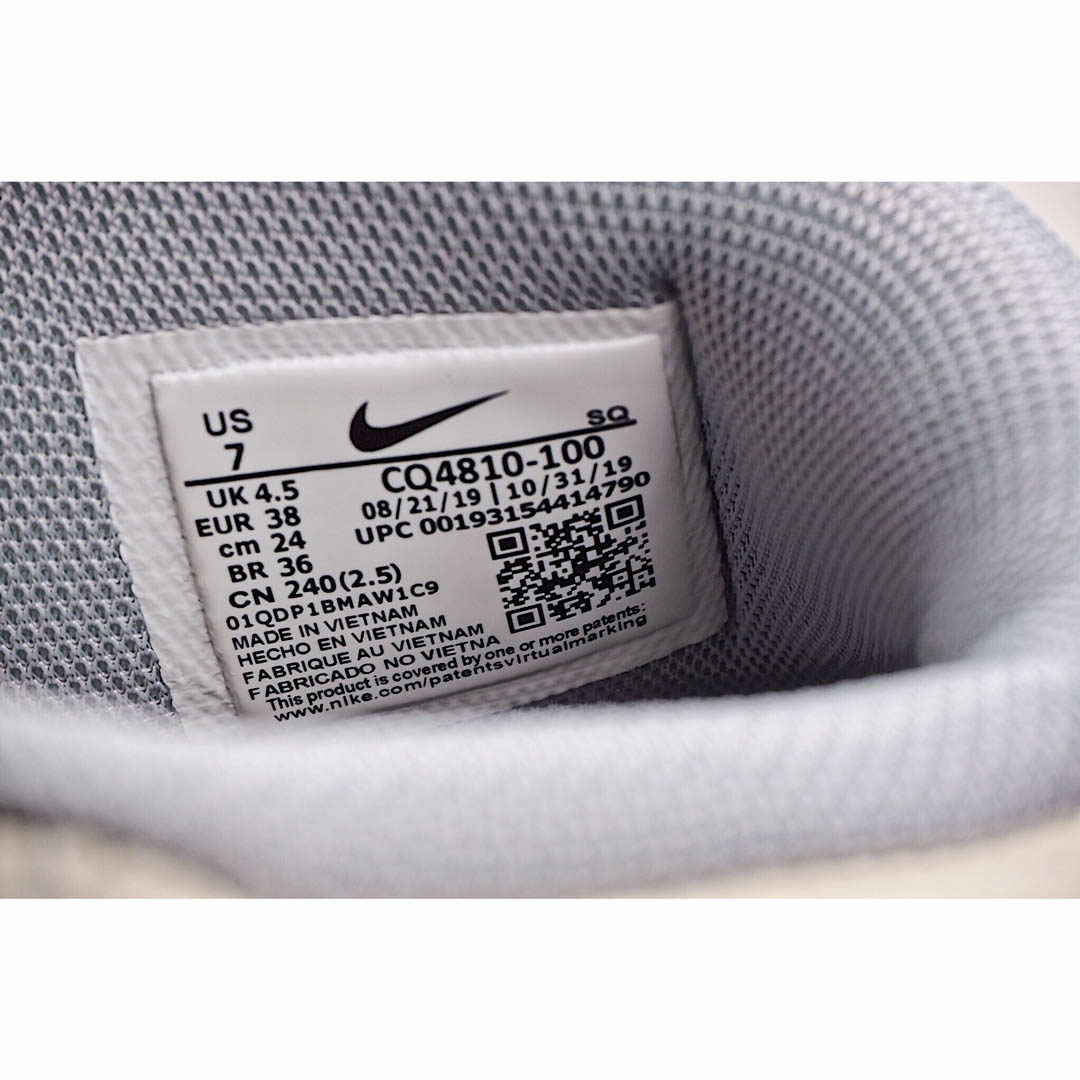 US
7
SQ
UK 4.5
EUR 38
cm 24
BR 36
CN 240(2.5)
CQ4810-100
08/21/19 | 10/31/19
UPC 00193154414790
01QDP1BMAW1C9
MADE IN VIETNAM
HECHO EN VIETNAM
FABRIQUE AU VIETNAM
FABRICADO NO VIETNA
This product is covered by one or more patents:
www.nike.com/patentsvirtualmarking